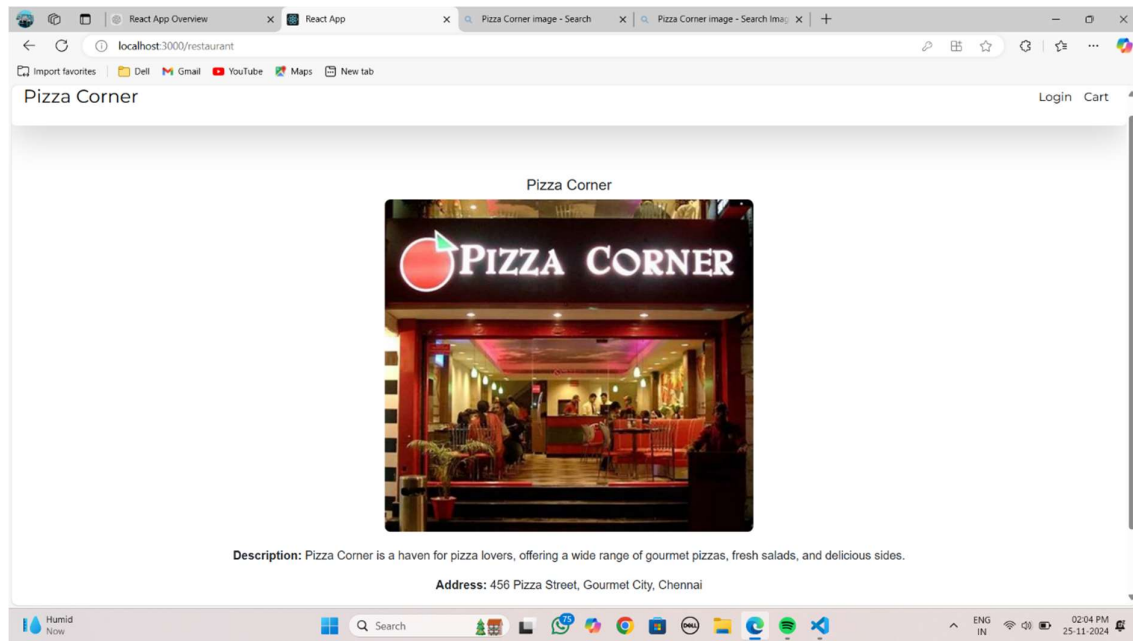 React App Overview
React App
Pizza Corner image - Search
Pizza Corner image - Search Imag
localhost:3000/restaurant
Import favorites
Dell
Gmail
YouTube
Maps
New tab
Pizza Corner
Login
Cart
Pizza Corner
PIZZA CORNER
Description: Pizza Corner is a haven for pizza lovers, offering a wide range of gourmet pizzas, fresh salads, and delicious sides.
Address: 456 Pizza Street, Gourmet City, Chennai
Humid
Now
Search
75
DELL
ENG
IN
02:04 PM
25-11-2024